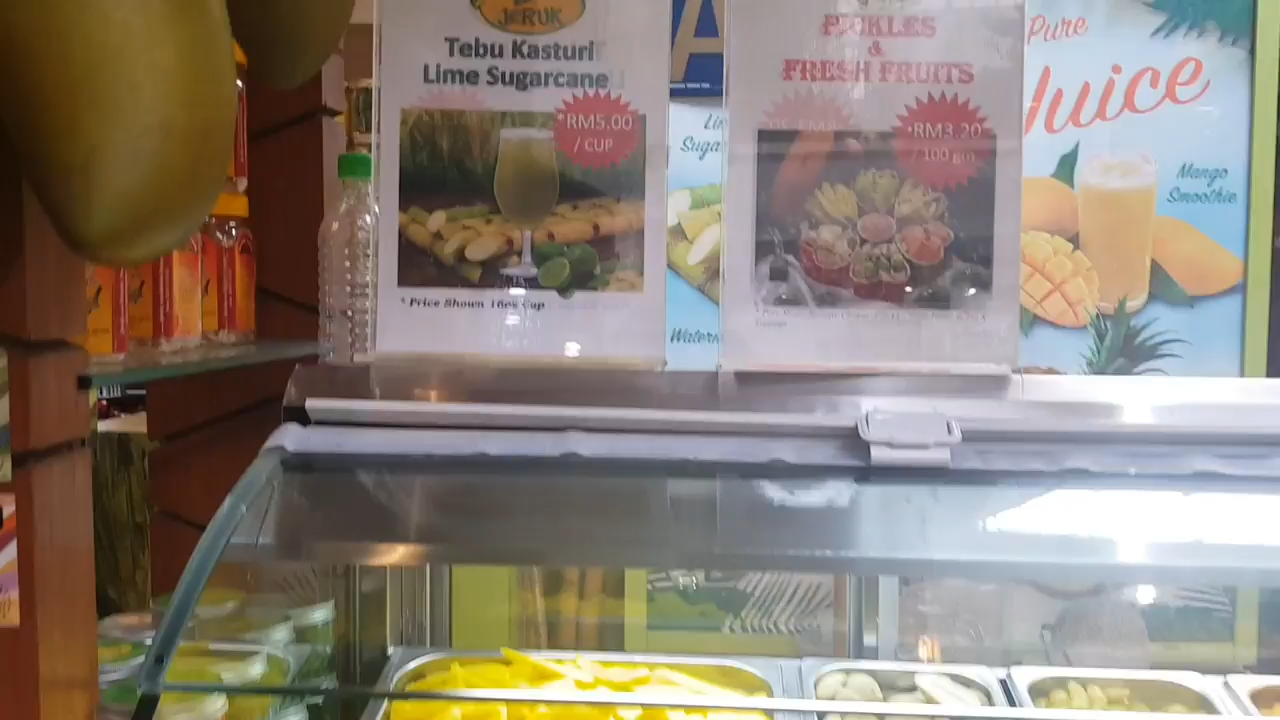 JERUK
Tebu Kasturi
Lime Sugarcane
*RM5.00
/ CUP
* Price Shown 16oz Cup
PICKLES
&
FRESH FRUITS
*RM3.20
/ 100 gm
Pure
Juice
Mango
Smoothie